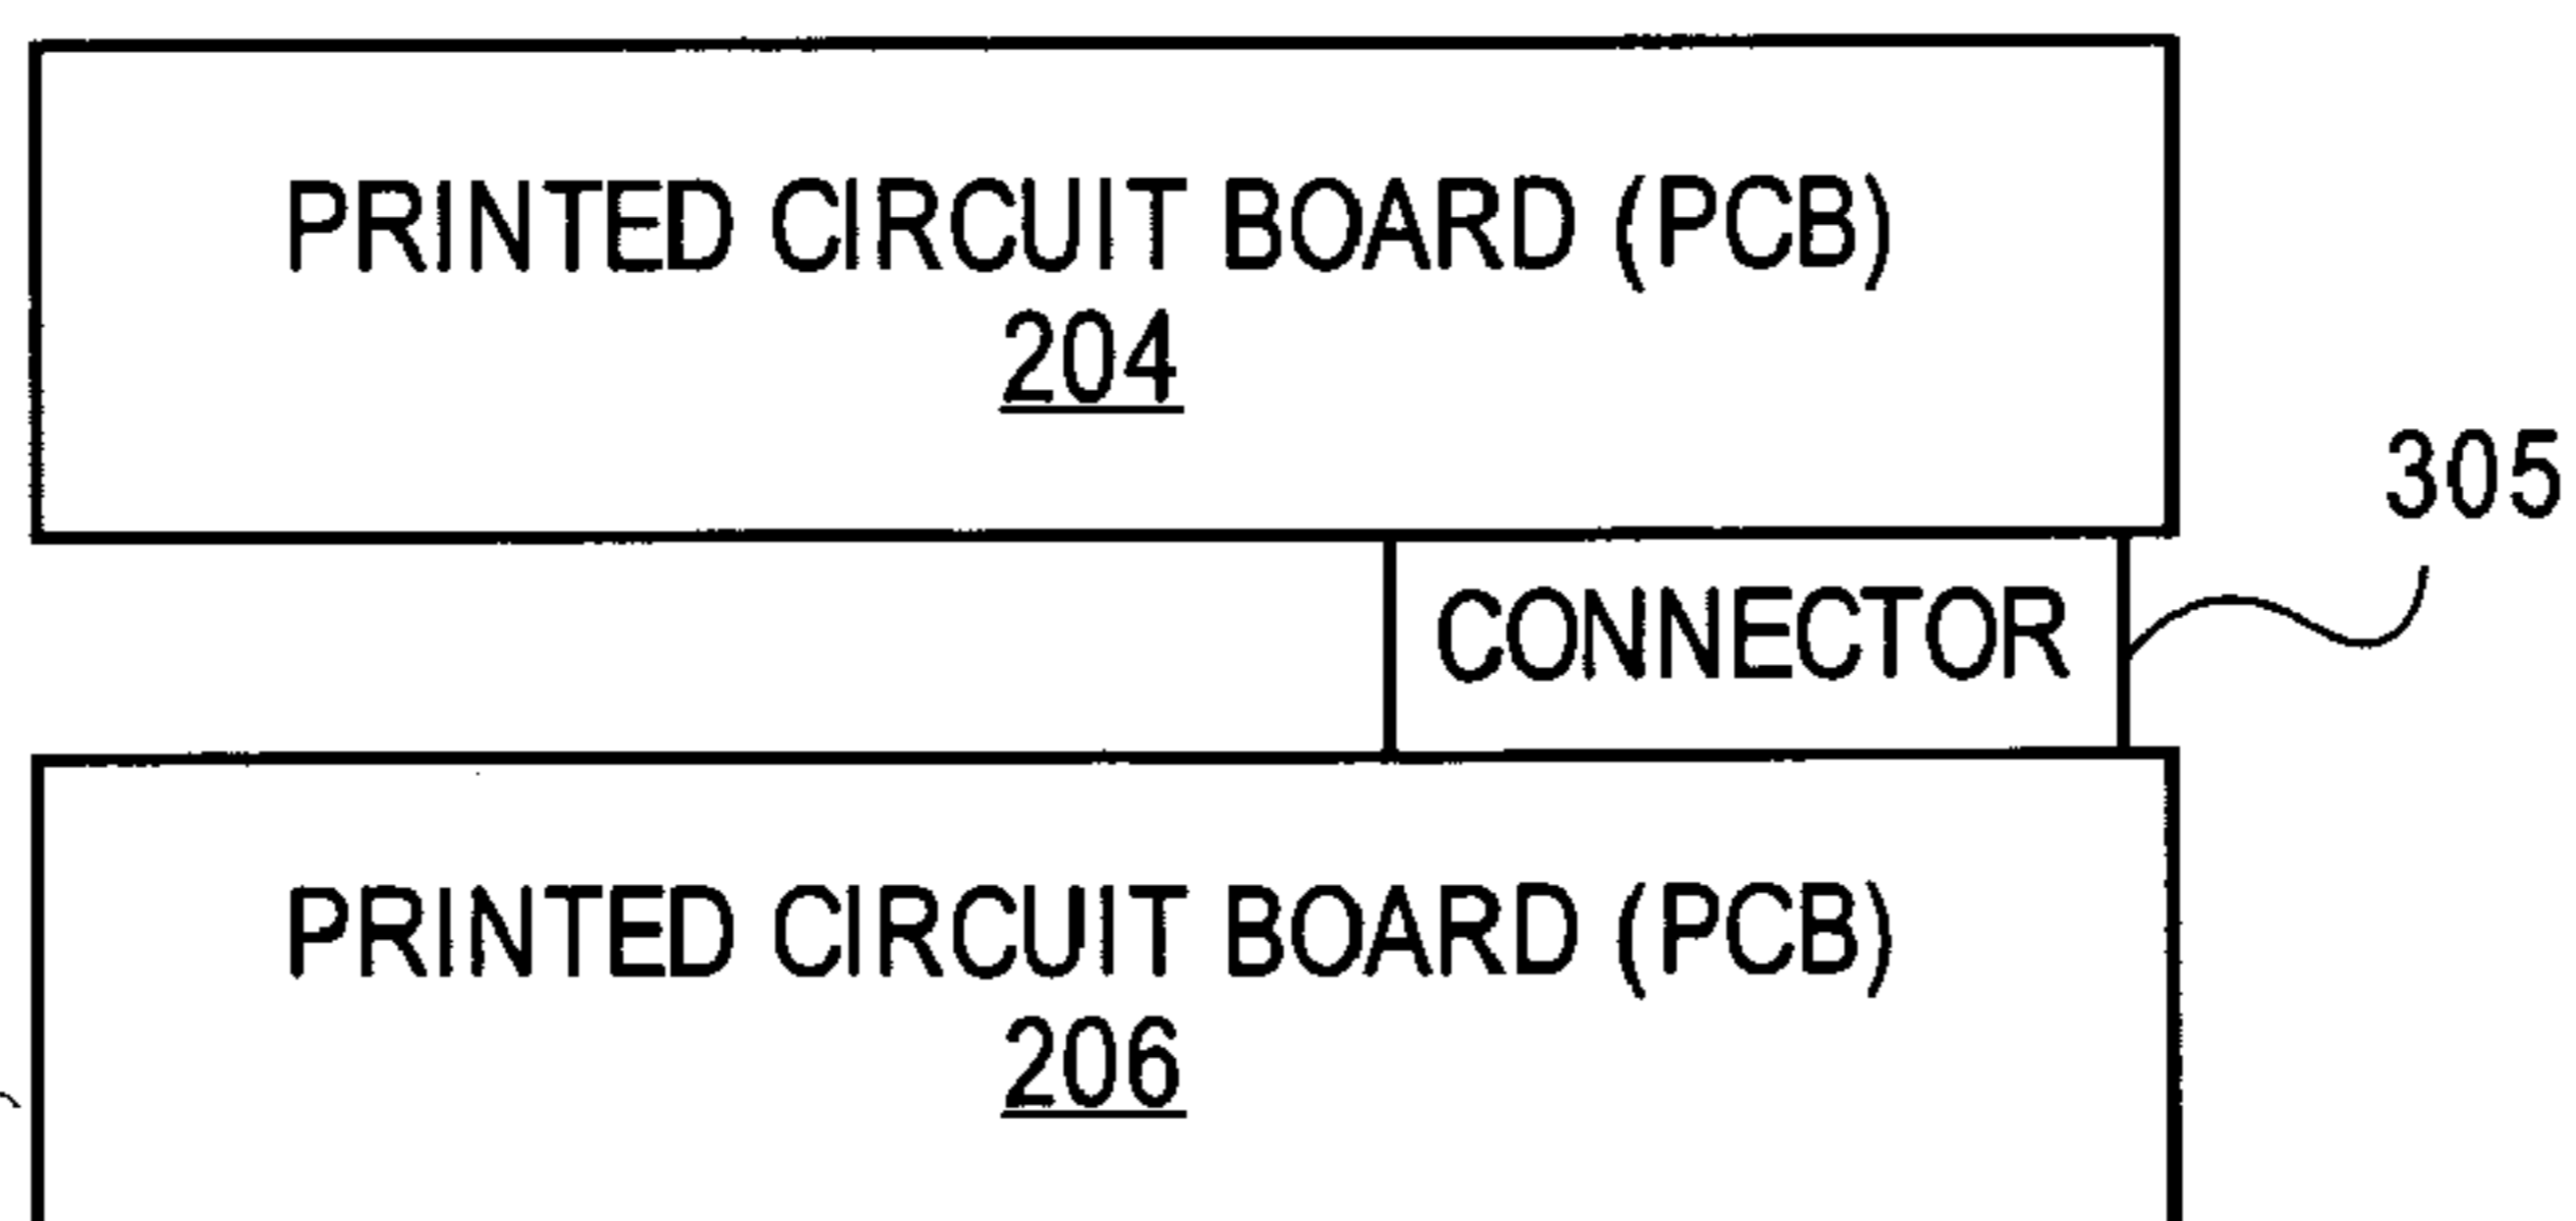 PRINTED CIRCUIT BOARD (PCB)
204
305
CONNECTOR
PRINTED CIRCUIT BOARD (PCB)
206